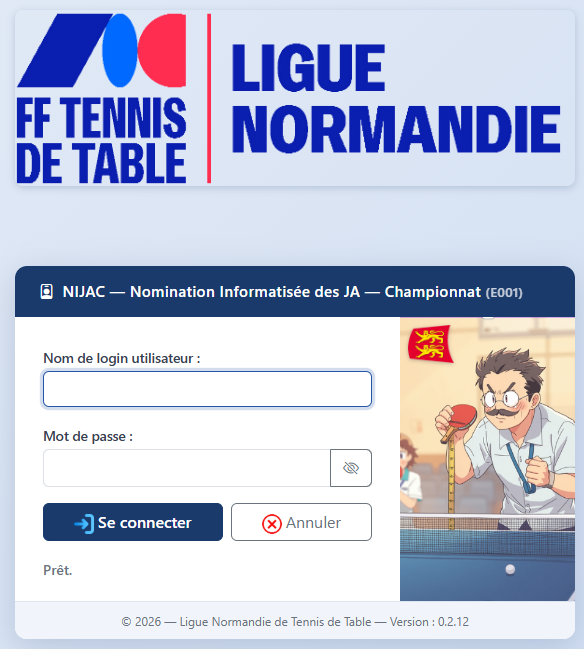 FF TENNIS
DE TABLE
LIGUE
NORMANDIE
NIJAC — Nomination Informatisée des JA — Championnat (E001)
Nom de login utilisateur :
Mot de passe :
Se connecter
Annuler
Prêt.
© 2026 — Ligue Normandie de Tennis de Table — Version : 0.2.12